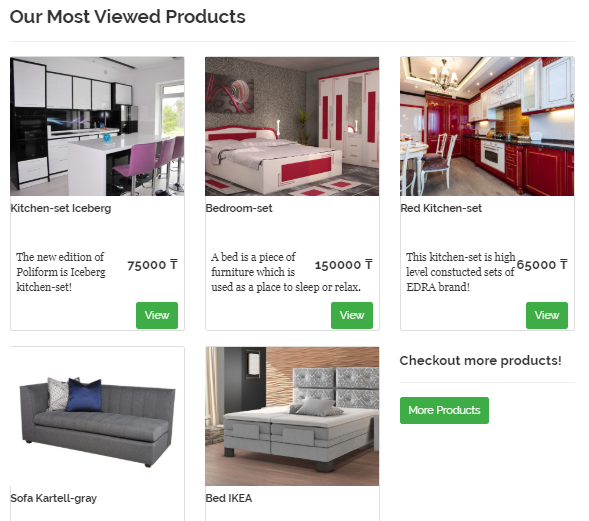 Our Most Viewed Products
Kitchen-set Iceberg
The new edition of
Poliform is Iceberg
kitchen-set!
75000 ₸
View
Bedroom-set
A bed is a piece of
furniture which is
used as a place to sleep or relax.
150000 ₸
View
Red Kitchen-set
This kitchen-set is high
level constucted sets of
EDRA brand!
65000 ₸
View
Sofa Kartell-gray
Bed IKEA
Checkout more products!
More Products